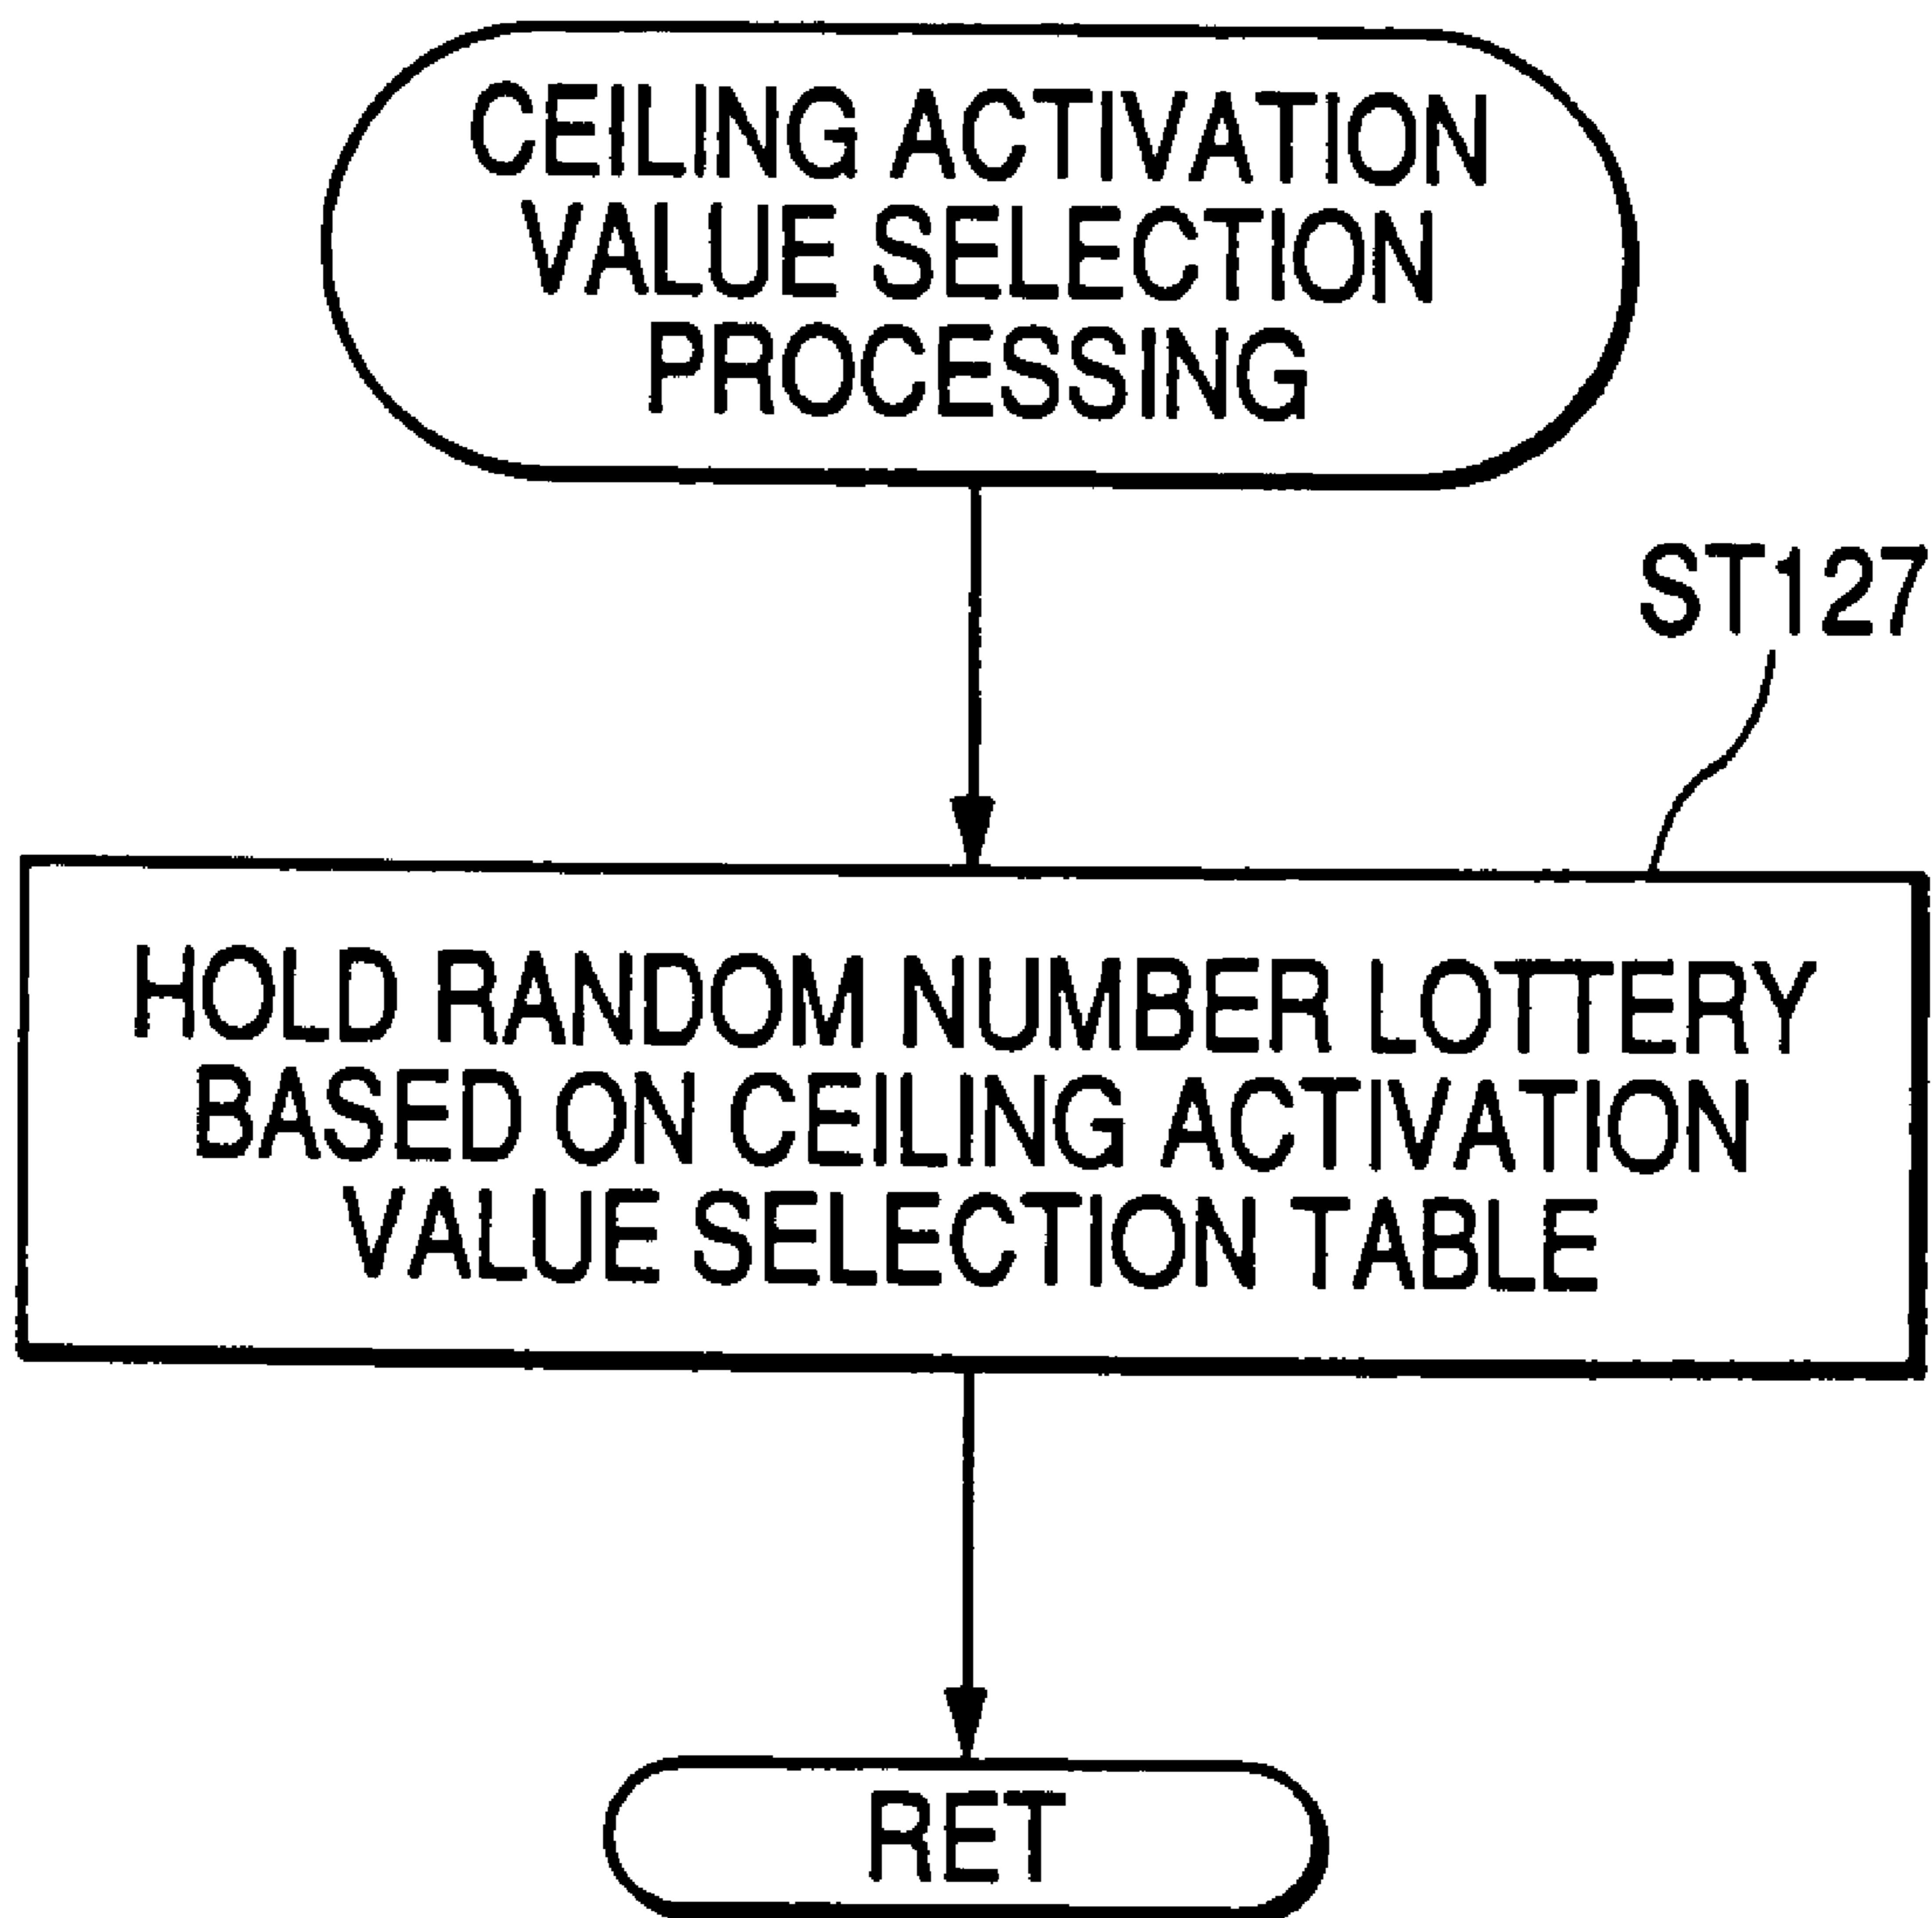 CEILING ACTIVATION
VALUE SELECTION
PROCESSING
ST127
HOLD RANDOM NUMBER LOTTERY
BASED ON CEILING ACTIVATION
VALUE SELECTION TABLE
RET